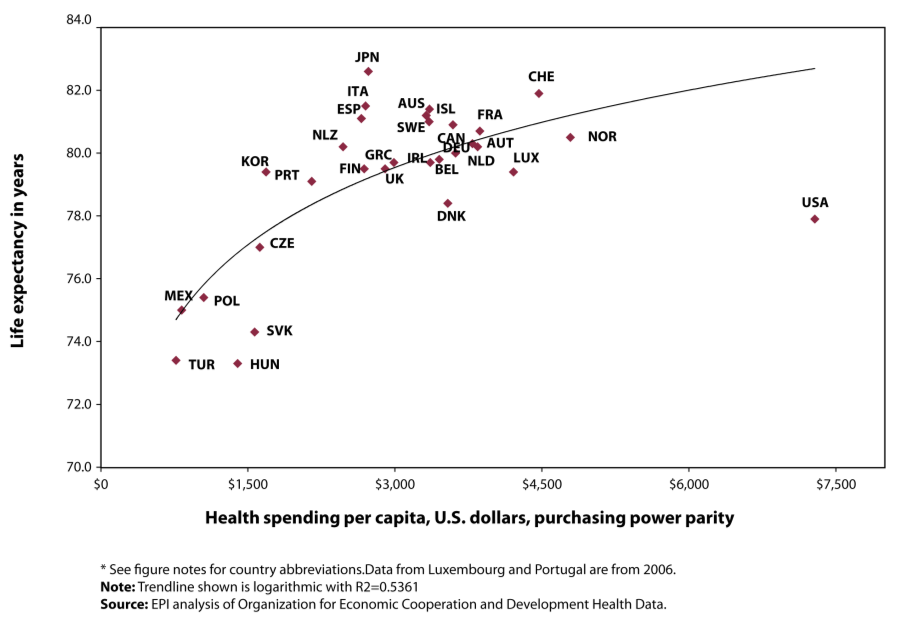 84.0
JPN
CHE
82.0
ITA
AUS
ISL
ESP
FRA
SWE
NLZ
CAN
NOR
DEU
AUT
80.0
GRC
IRL
NLD
LUX
KOR
PRT
FIN
UK
BEL
DNK
USA
78.0
CZE
76.0
MEX
POL
SVK
74.0
TUR
HUN
72.0
70.0
$0
$1,500
$3,000
$4,500
$6,000
$7,500
Life expectancy in years
Health spending per capita, U.S. dollars, purchasing power parity
* See figure notes for country abbreviations.Data from Luxembourg and Portugal are from 2006.
Note: Trendline shown is logarithmic with R2=0.5361
Source: EPI analysis of Organization for Economic Cooperation and Development Health Data.